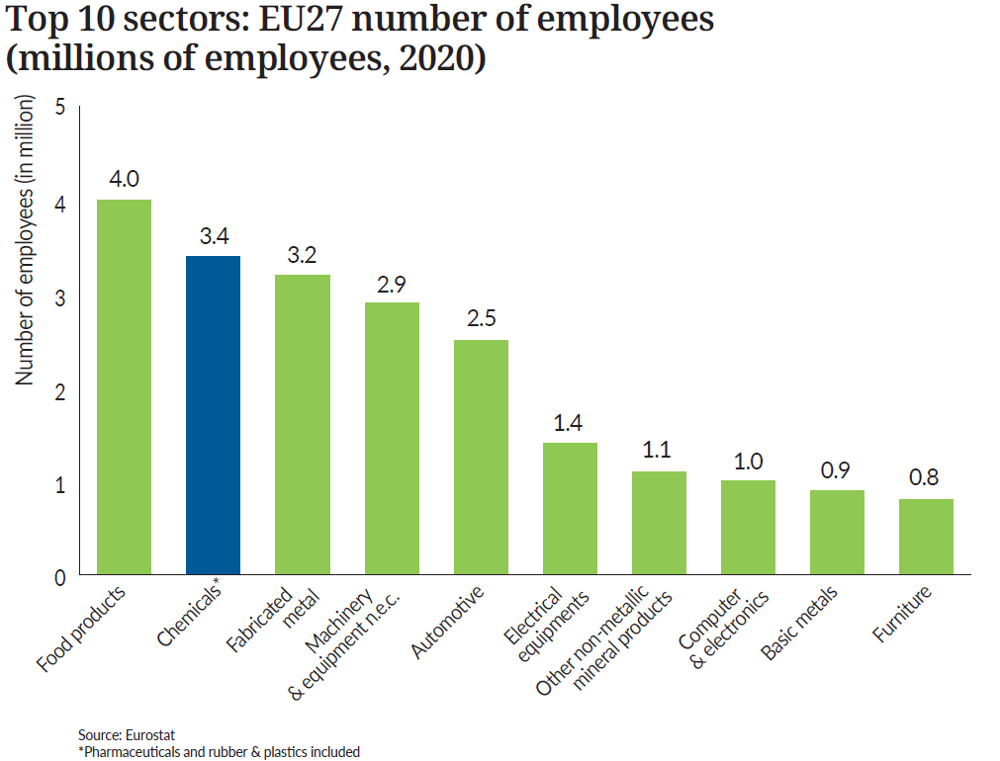 Top 10 sectors: EU27 number of employees
(millions of employees, 2020)
Number of employees (in million)
5
4
3
2
1
0
4.0
3.4
3.2
2.9
2.5
1.4
1.1
1.0
0.9
0.8
Food products
Chemicals*
Fabricated
metal
Machinery
& equipment n.e.c.
Automotive
Electrical
equipments
Other non-metallic
mineral products
Computer
& electronics
Basic metals
Furniture
Source: Eurostat
*Pharmaceuticals and rubber & plastics included